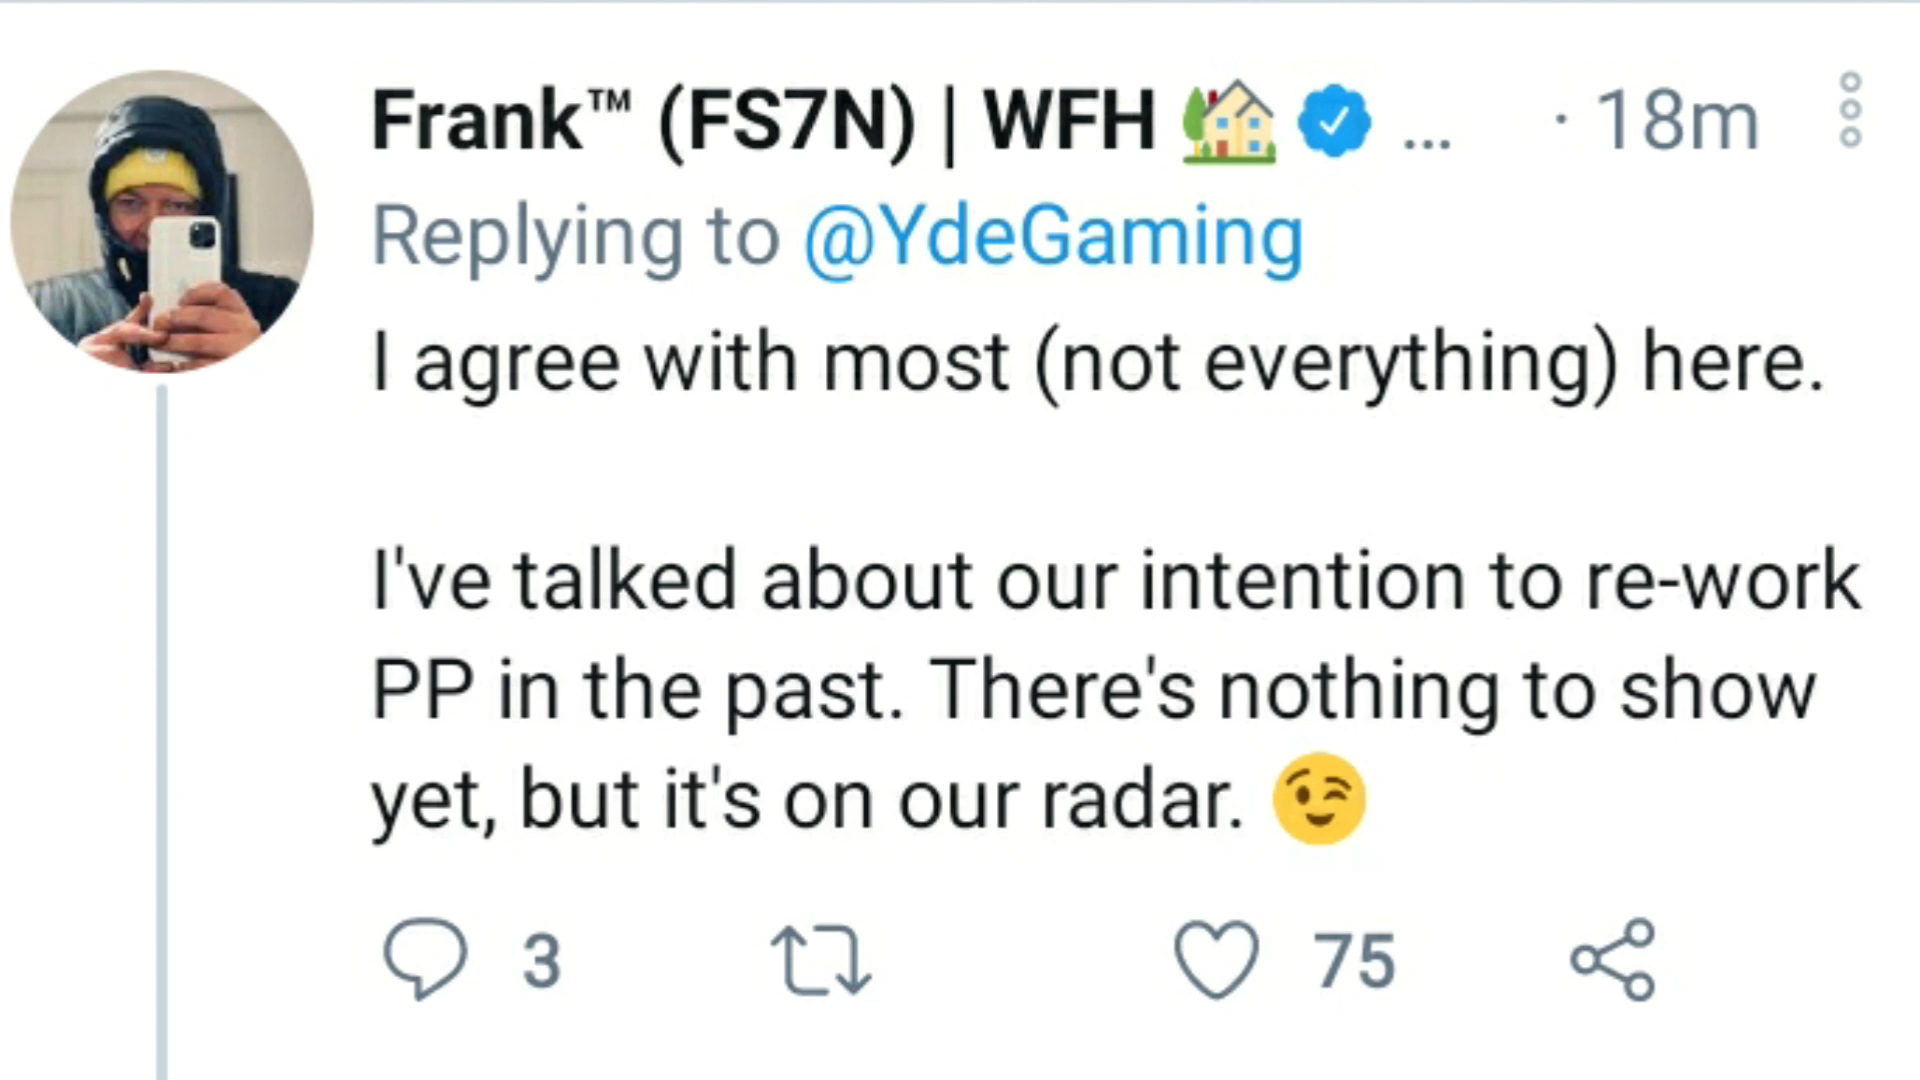 Frank™ (FS7N) | WFH 🏡 ... · 18m
Replying to @YdeGaming
I agree with most (not everything) here.
I've talked about our intention to re-work
PP in the past. There's nothing to show
yet, but it's on our radar. 😉
3 75